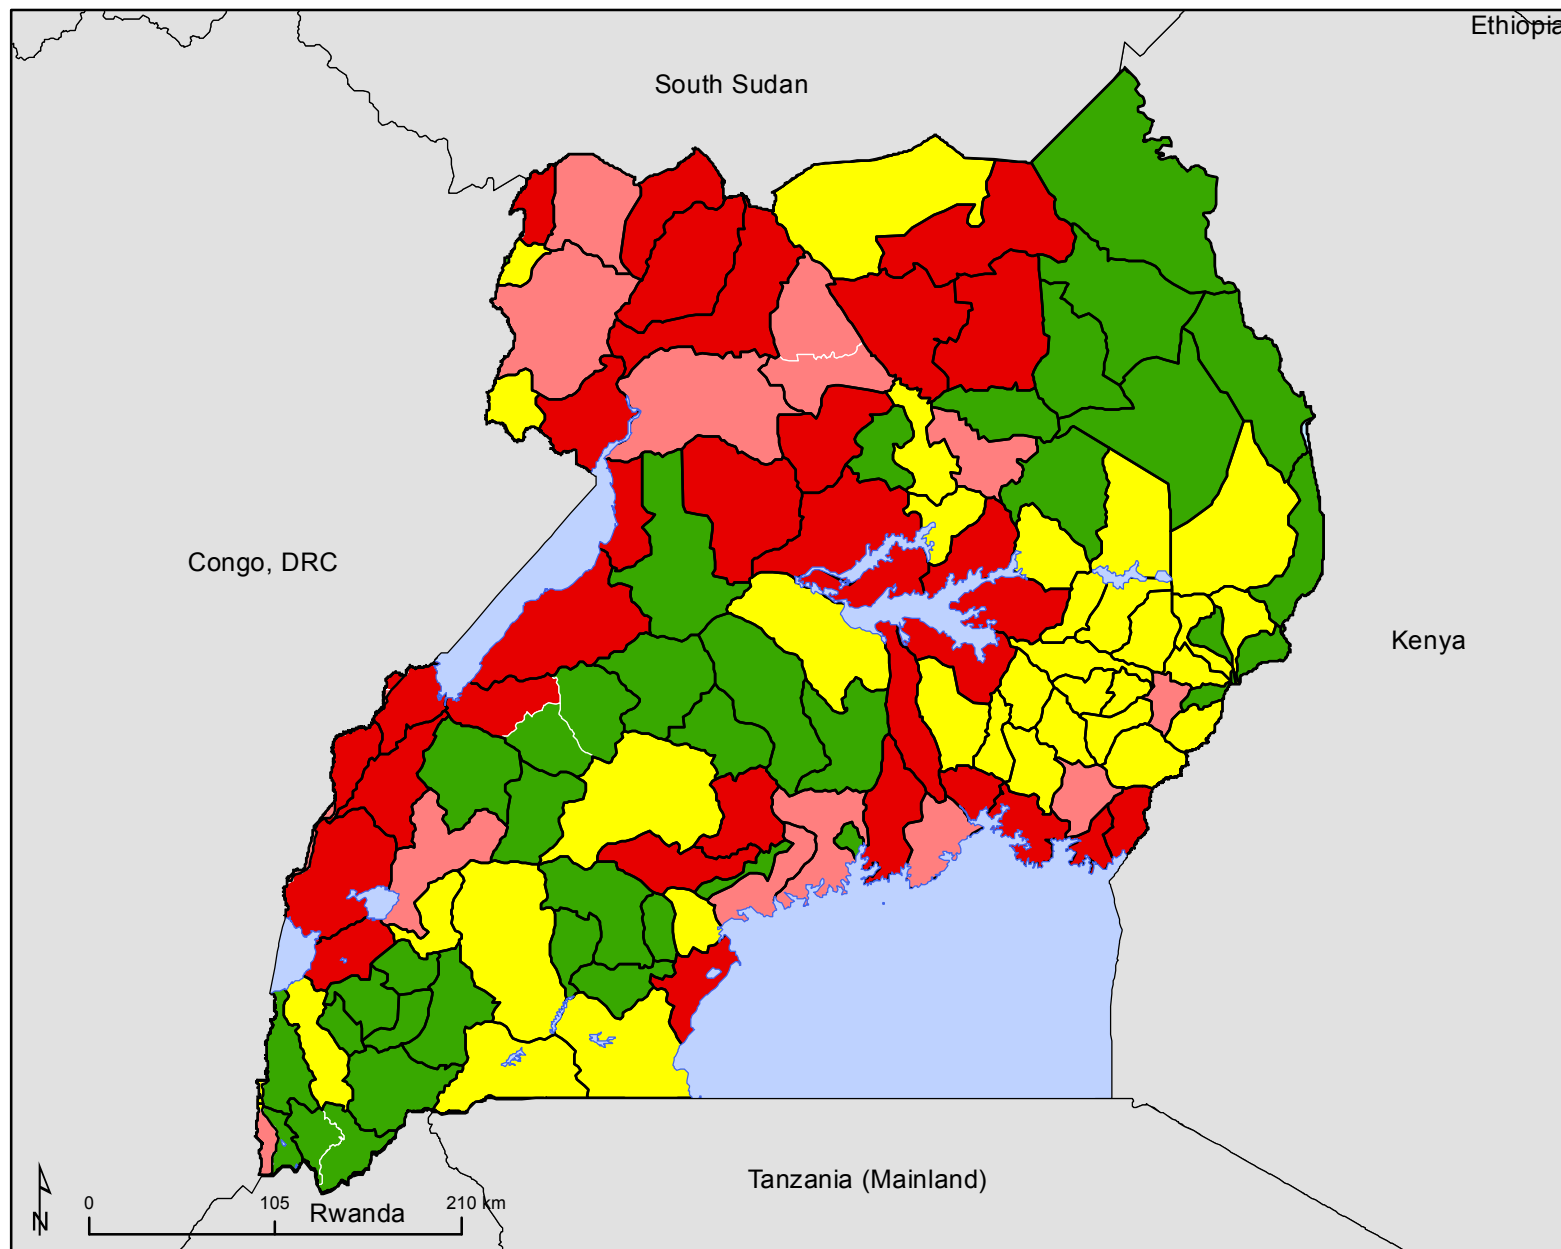 Ethiopia
South Sudan
Congo, DRC
Kenya
Tanzania (Mainland)
Rwanda
0 105 210 km
N